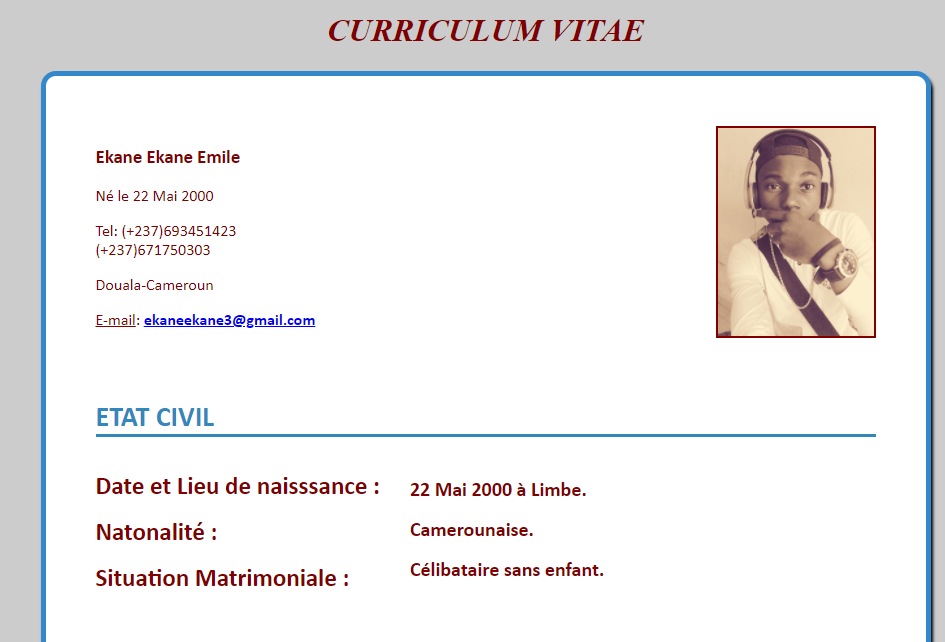 CURRICULUM VITAE
Ekane Ekane Emile
Né le 22 Mai 2000
Tel: (+237)693451423
(+237)671750303
Douala-Cameroun
E-mail: ekaneekane3@gmail.com
ETAT CIVIL
Date et Lieu de naisssance : 22 Mai 2000 à Limbe.
Natonalité : Camerounaise.
Situation Matrimoniale : Célibataire sans enfant.